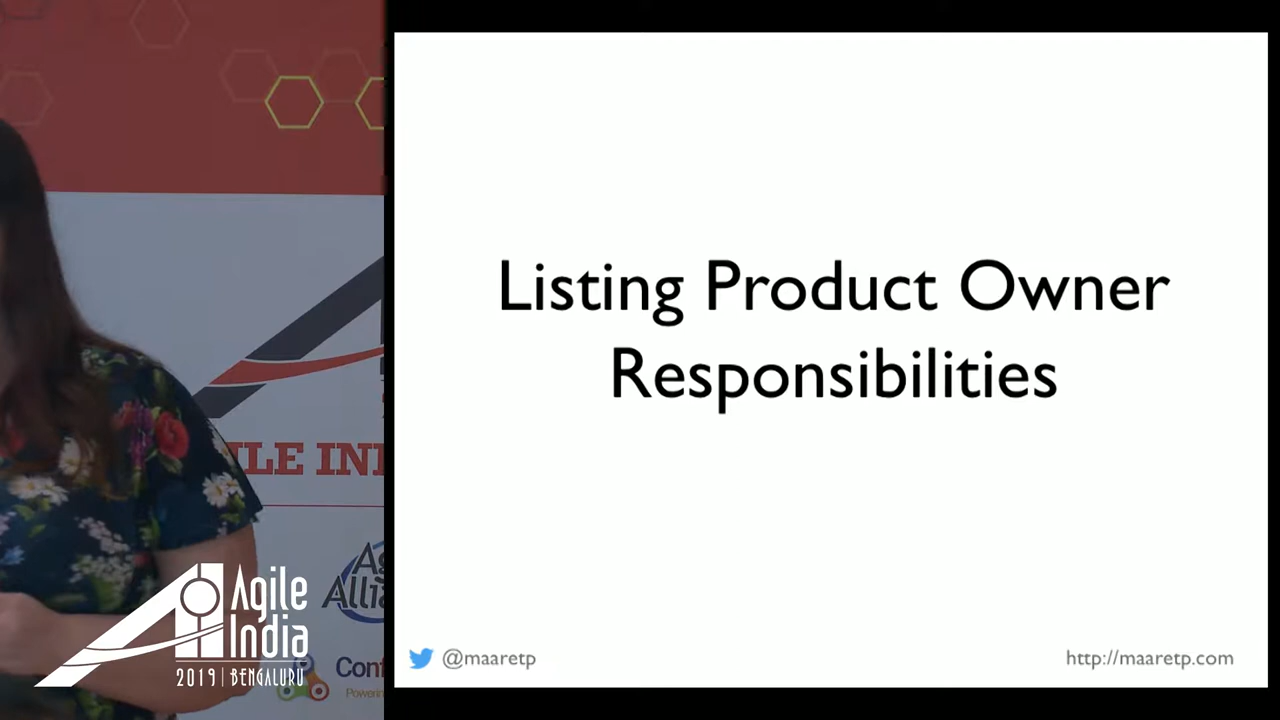 Listing Product Owner
Responsibilities
@maaretp
http://maaretp.com
Agile
India
2019 | BENGALURU